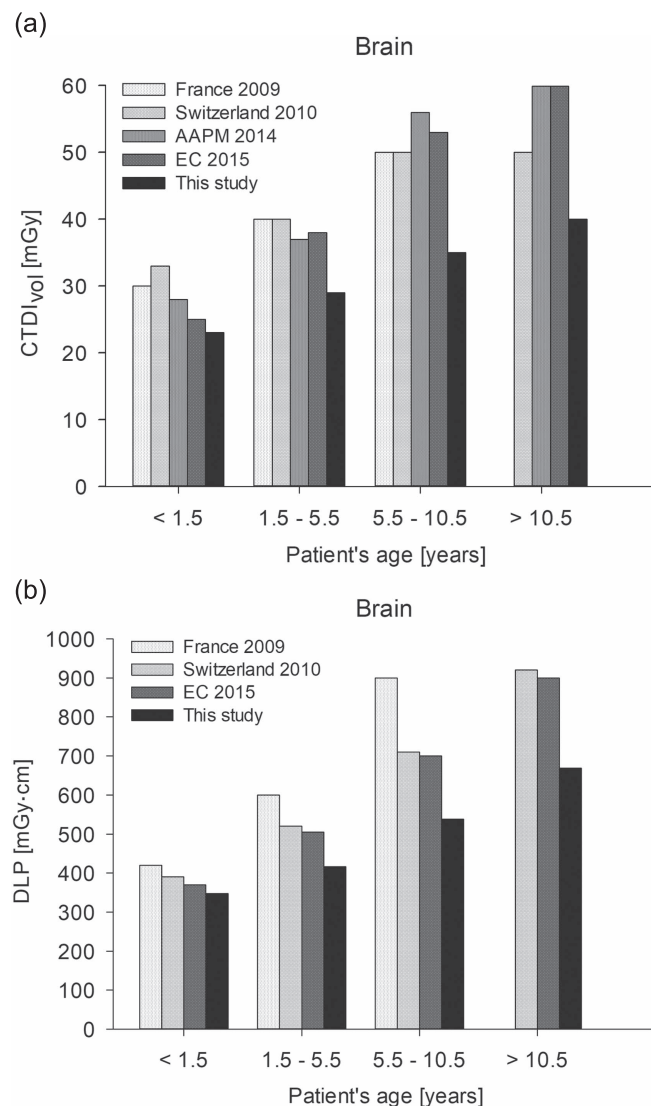 (a)
Brain
France 2009
Switzerland 2010
AAPM 2014
EC 2015
This study
60
50
40
30
20
10
0
CTDIvol [mGy]
< 1.5
1.5 - 5.5
5.5 - 10.5
> 10.5
Patient's age [years]
(b)
Brain
France 2009
Switzerland 2010
EC 2015
This study
1000
900
800
700
600
500
400
300
200
100
0
DLP [mGy·cm]
< 1.5
1.5 - 5.5
5.5 - 10.5
> 10.5
Patient's age [years]